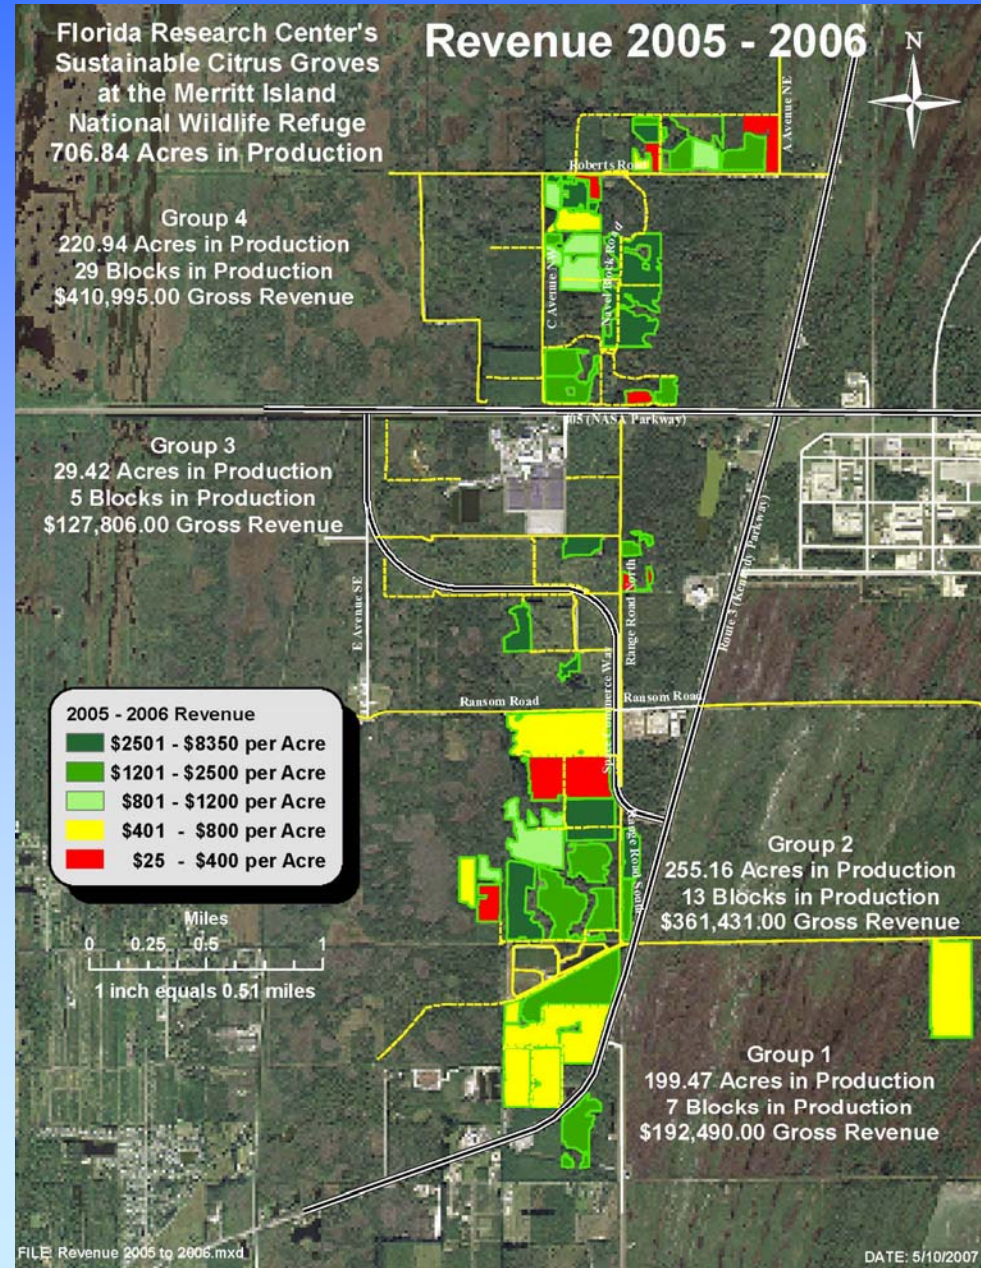 Florida Research Center's
Sustainable Citrus Groves
at the Merritt Island
National Wildlife Refuge
706.84 Acres in Production
Revenue 2005 - 2006
N
A Avenue NE
Roberts Road
Group 4
220.94 Acres in Production
29 Blocks in Production
$410,995.00 Gross Revenue
C Avenue NW
Navel Block Road
405 (NASA Parkway)
Group 3
29.42 Acres in Production
5 Blocks in Production
$127,806.00 Gross Revenue
E Avenue SE
Range Road North
Route 3 (Kennedy Parkway)
Space Commerce Way
Ransom Road
Ransom Road
2005 - 2006 Revenue
$2501 - $8350 per Acre
$1201 - $2500 per Acre
$801 - $1200 per Acre
$401 - $800 per Acre
$25 - $400 per Acre
Range Road South
Group 2
255.16 Acres in Production
13 Blocks in Production
$361,431.00 Gross Revenue
Miles
0 0.25 0.5 1
1 inch equals 0.51 miles
Group 1
199.47 Acres in Production
7 Blocks in Production
$192,490.00 Gross Revenue
FILE: Revenue 2005 to 2006.mxd
DATE: 5/10/2007